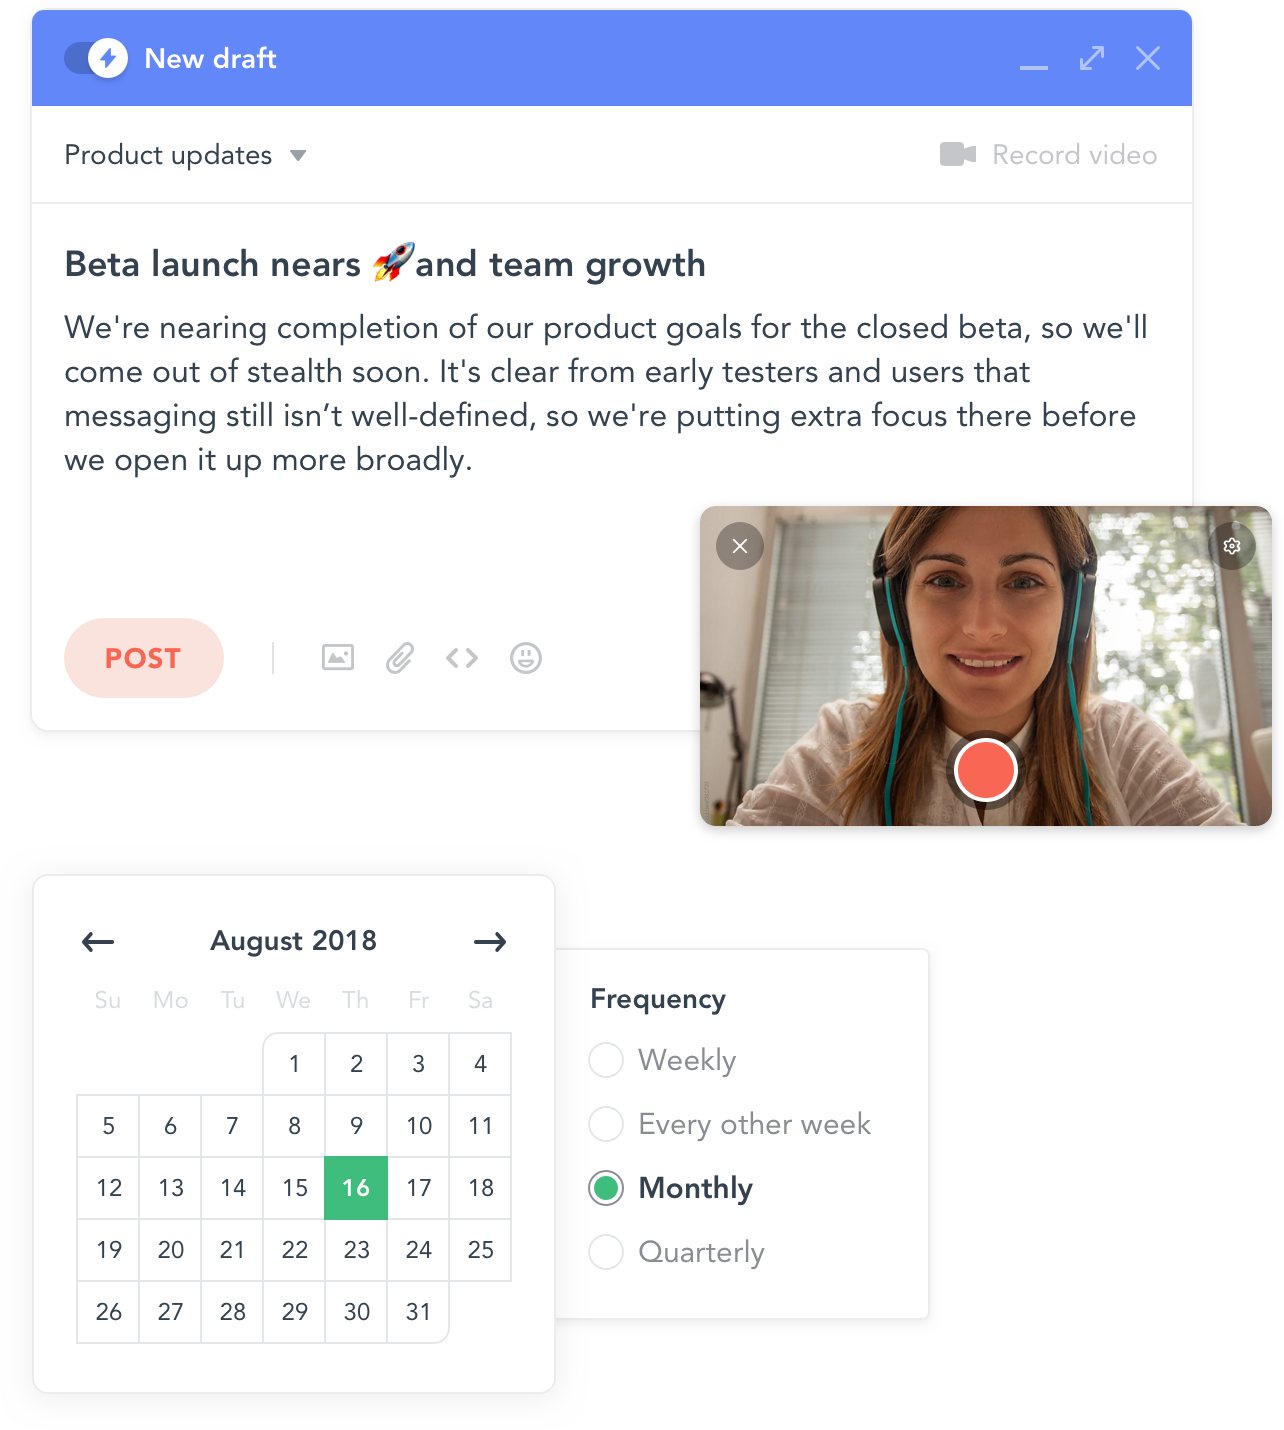 New draft
Product updates
Record video
Beta launch nears 🚀and team growth
We're nearing completion of our product goals for the closed beta, so we'll
come out of stealth soon. It's clear from early testers and users that
messaging still isn’t well-defined, so we're putting extra focus there before
we open it up more broadly.
POST
August 2018
Su Mo Tu We Th Fr Sa
1 2 3 4
5 6 7 8 9 10 11
12 13 14 15 16 17 18
19 20 21 22 23 24 25
26 27 28 29 30 31
Frequency
Weekly
Every other week
Monthly
Quarterly